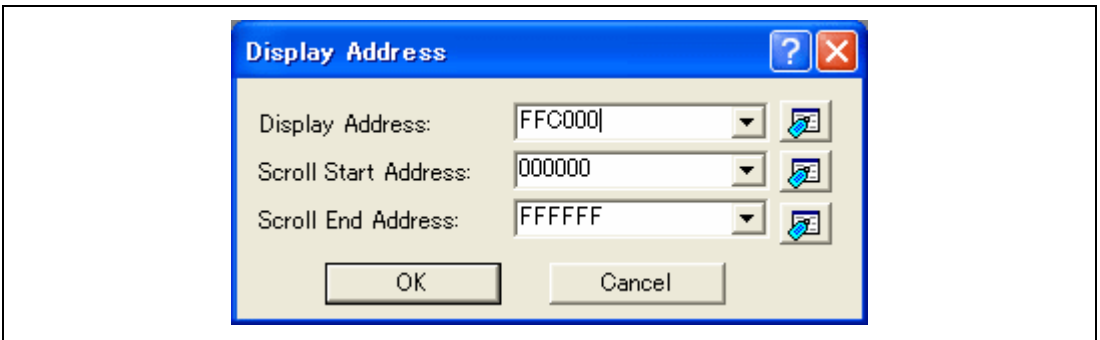 Display Address
Display Address: FFC000
Scroll Start Address: 000000
Scroll End Address: FFFFFF
OK Cancel